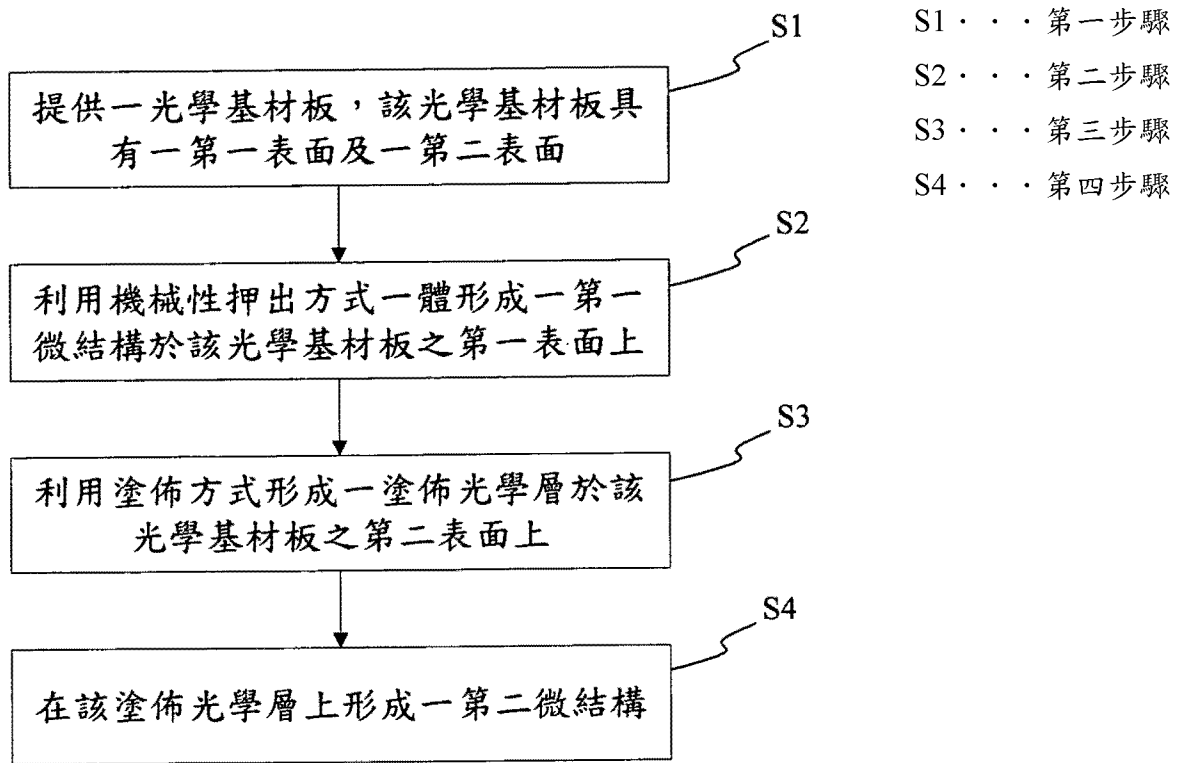 S1
提供一光學基材板，該光學基材板具
有一第一表面及一第二表面
S2
利用機械性押出方式一體形成一第一
微結構於該光學基材板之第一表面上
S3
利用塗佈方式形成一塗佈光學層於該
光學基材板之第二表面上
S4
在該塗佈光學層上形成一第二微結構
S1‧‧‧第一步驟
S2‧‧‧第二步驟
S3‧‧‧第三步驟
S4‧‧‧第四步驟